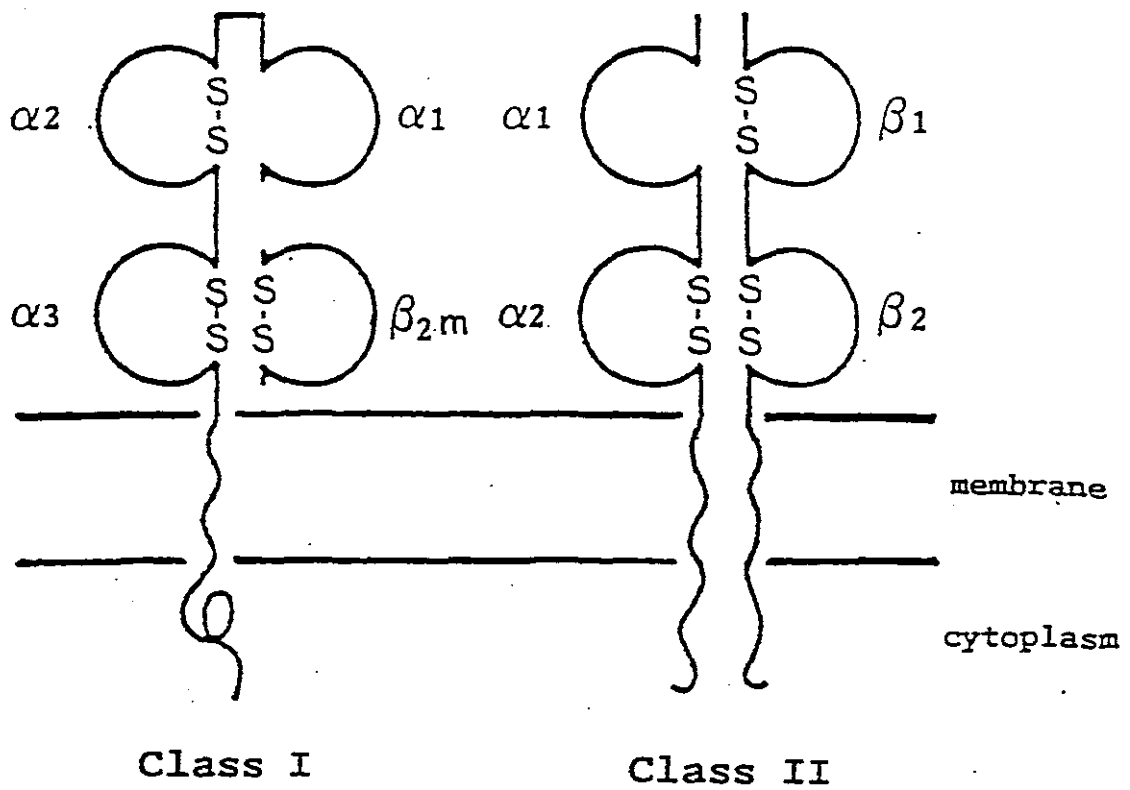 α2 S-S α1 α1 S-S β1
α3 S-S S-S β2m α2 S-S S-S β2
membrane
cytoplasm
Class I Class II